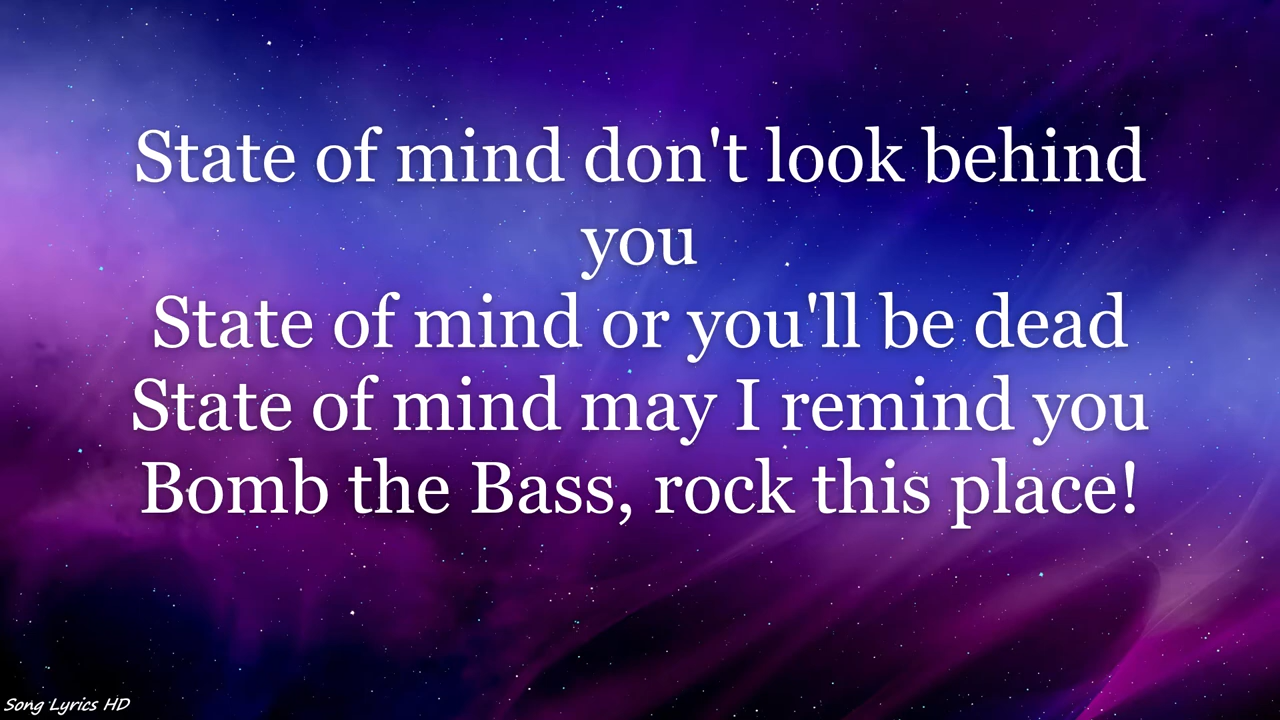 State of mind don't look behind
you
State of mind or you'll be dead
State of mind may I remind you
Bomb the Bass, rock this place!
Song Lyrics HD